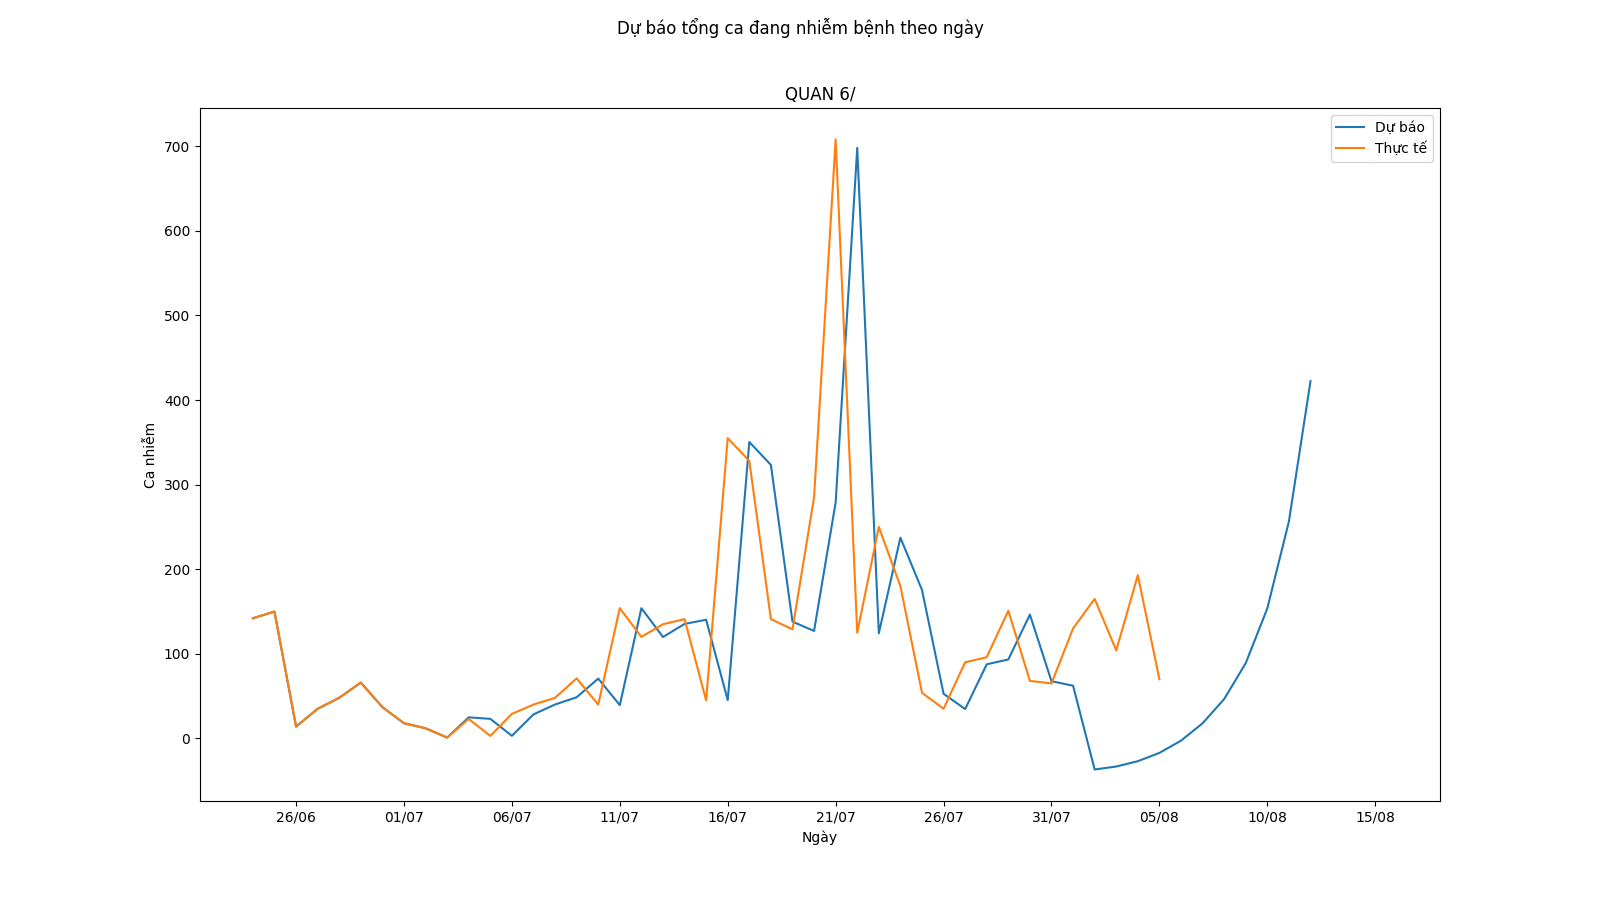 Dự báo tổng ca đang nhiễm bệnh theo ngày
QUAN 6/
Dự báo
Thực tế
700
600
500
400
300
200
100
0
Ca nhiễm
26/06 01/07 06/07 11/07 16/07 21/07 26/07 31/07 05/08 10/08 15/08
Ngày